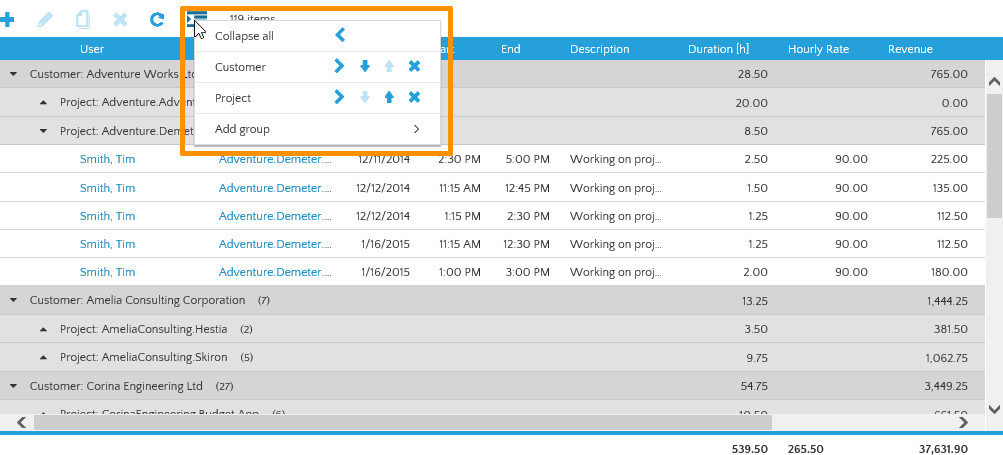 119 items
Collapse all
Customer
Project
Add group
User End Description Duration [h] Hourly Rate Revenue
Customer: Adventure Works Ltd 28.50 765.00
Project: 20.00 0.00
Project: 8.50 765.00
Smith, Tim Adventure.Demeter.... 12/11/2014 2:30 PM 5:00 PM Working on proj... 2.50 90.00 225.00
Smith, Tim Adventure.Demeter.... 12/12/2014 11:15 AM 12:45 PM Working on proj... 1.50 90.00 135.00
Smith, Tim Adventure.Demeter.... 12/12/2014 1:15 PM 2:30 PM Working on proj... 1.25 90.00 112.50
Smith, Tim Adventure.Demeter.... 1/16/2015 11:15 AM 12:30 PM Working on proj... 1.25 90.00 112.50
Smith, Tim Adventure.Demeter.... 1/16/2015 1:00 PM 3:00 PM Working on proj... 2.00 90.00 180.00
Customer: Amelia Consulting Corporation (7) 13.25 1,444.25
Project: AmeliaConsulting.Hestia (2) 3.50 381.50
Project: AmeliaConsulting.Skiron (5) 9.75 1,062.75
Customer: Corina Engineering Ltd (27) 54.75 3,449.25
Project: CorinaEngineering.Budget App
539.50 265.50 37,631.90